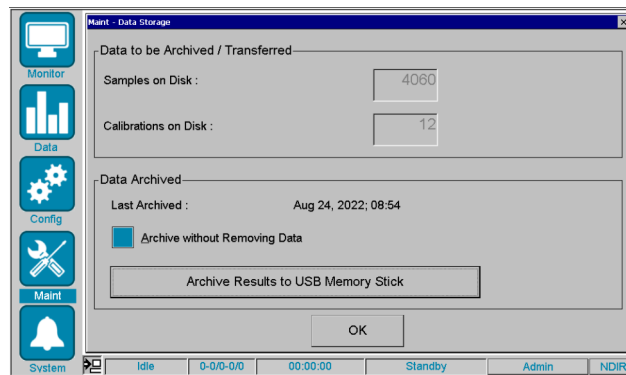 Maint - Data Storage
Data to be Archived / Transferred
Samples on Disk :
4060
Calibrations on Disk :
12
Data Archived
Last Archived :
Aug 24, 2022; 08:54
Archive without Removing Data
Archive Results to USB Memory Stick
OK
Monitor
Data
Config
Maint
System
Idle
0-0/0-0/0
00:00:00
Standby
Admin
NDIR